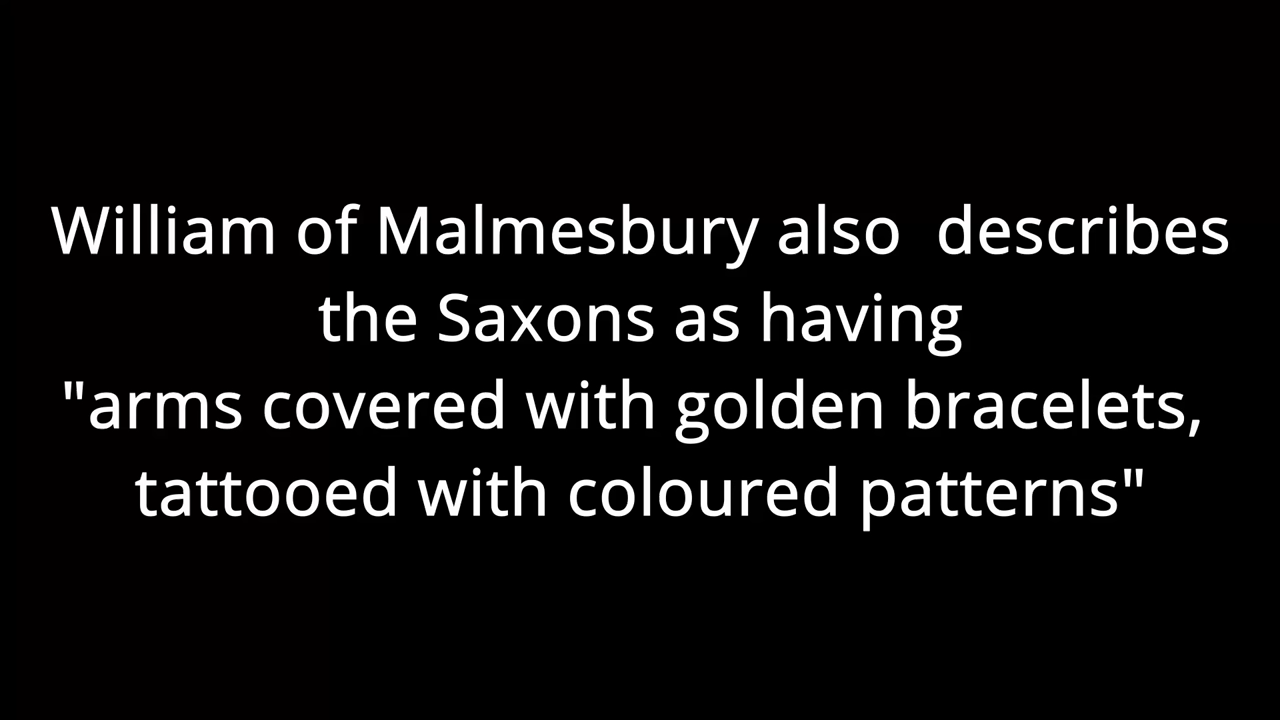 William of Malmesbury also  describes
the Saxons as having
"arms covered with golden bracelets,
tattooed with coloured patterns"